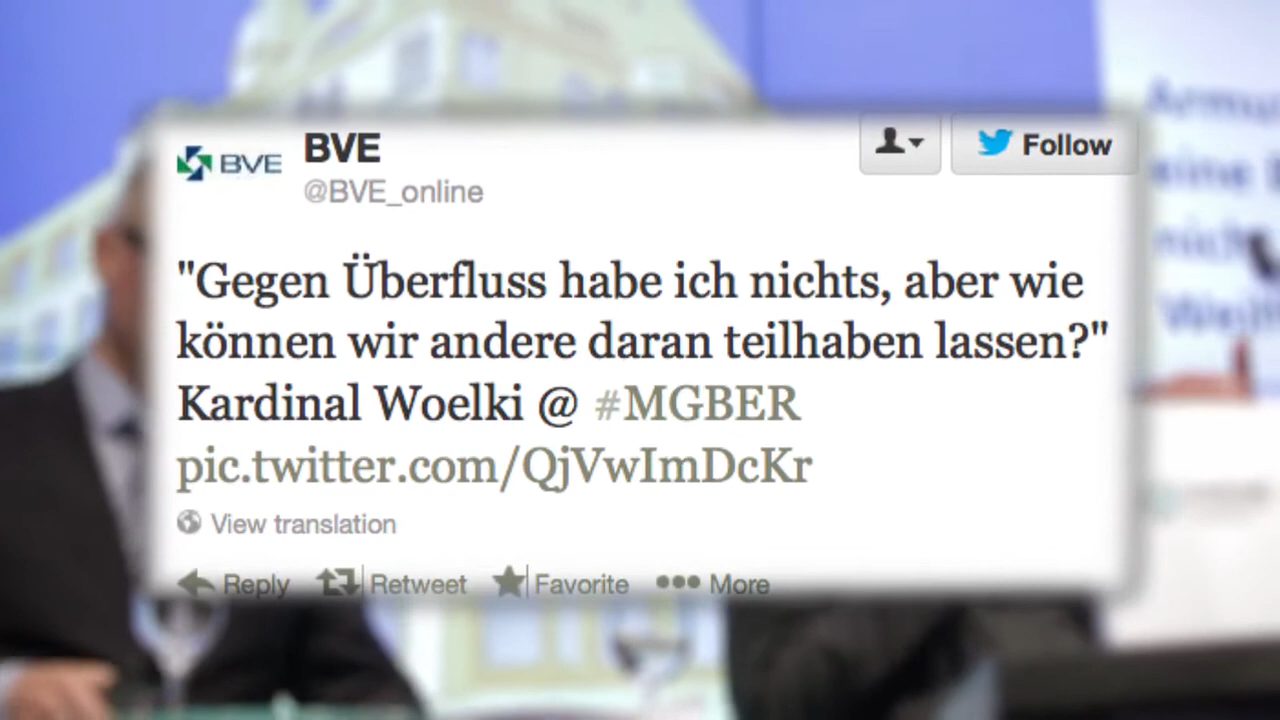 BVE
BVE
@BVE_online
Follow
"Gegen Überfluss habe ich nichts, aber wie
können wir andere daran teilhaben lassen?"
Kardinal Woelki @ #MGBER
pic.twitter.com/QjVwImDcKr
View translation
Reply Retweet Favorite More